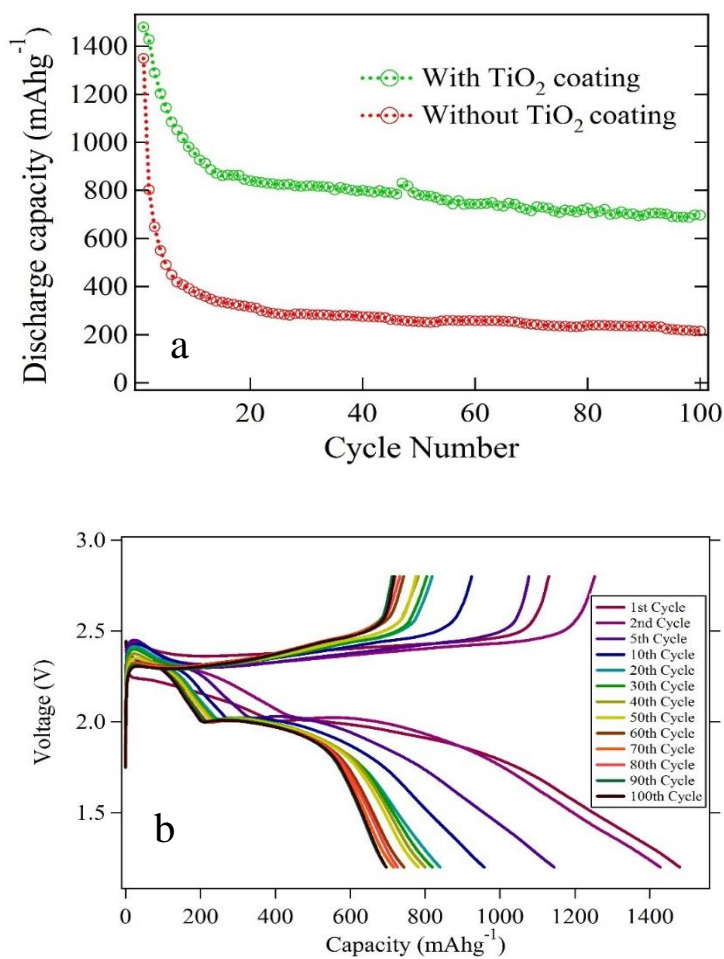 1400
1200
1000
800
600
400
200
0
Discharge capacity (mAhg⁻¹)
With TiO₂ coating
Without TiO₂ coating
a
20
40
60
80
100
Cycle Number
3.0
2.5
2.0
1.5
Voltage (V)
1st Cycle
2nd Cycle
5th Cycle
10th Cycle
20th Cycle
30th Cycle
40th Cycle
50th Cycle
60th Cycle
70th Cycle
80th Cycle
90th Cycle
100th Cycle
b
0
200
400
600
800
1000
1200
1400
Capacity (mAhg⁻¹)